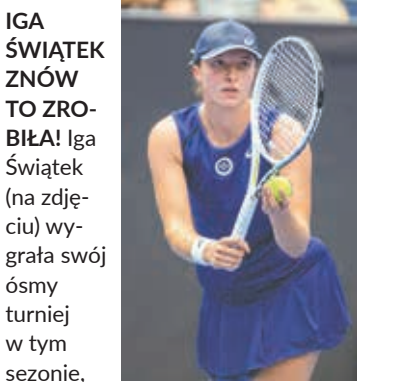 IGA
ŚWIĄTEK
ZNÓW
TO ZRO-
BIŁA! Iga
Świątek
(na zdję-
ciu) wy-
grała swój
ósmy
turniej
w tym
sezonie,